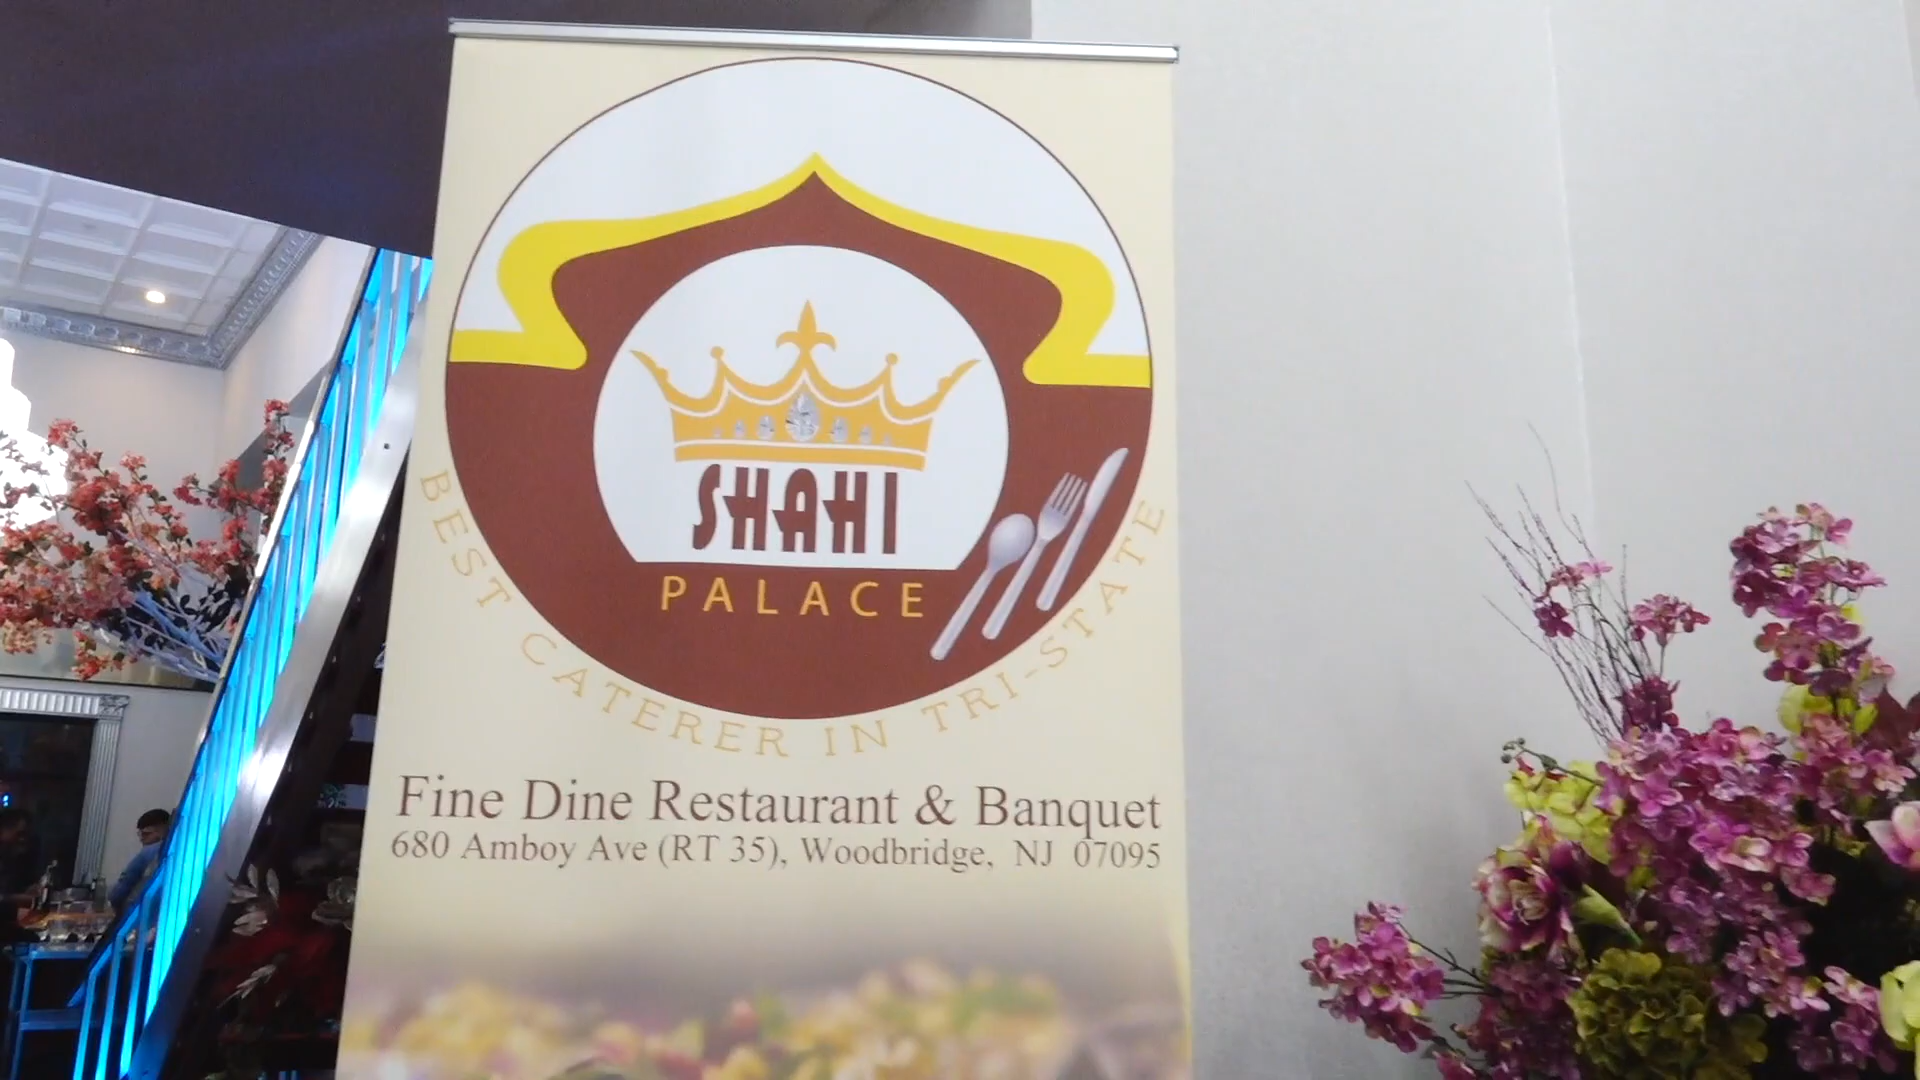 SHAHI
PALACE
BEST CATERER IN TRI-STATE
Fine Dine Restaurant & Banquet
680 Amboy Ave (RT 35), Woodbridge, NJ 07095